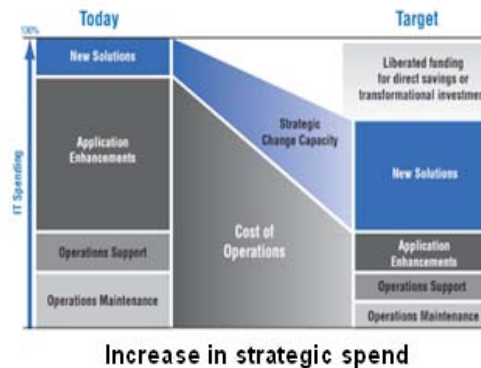 Today
Target
100%
IT Spending
New Solutions
Application
Enhancements
Operations Support
Operations Maintenance
Strategic
Change Capacity
Cost of
Operations
Liberated funding
for direct savings or
transformational investment
New Solutions
Application
Enhancements
Operations Support
Operations Maintenance
Increase in strategic spend